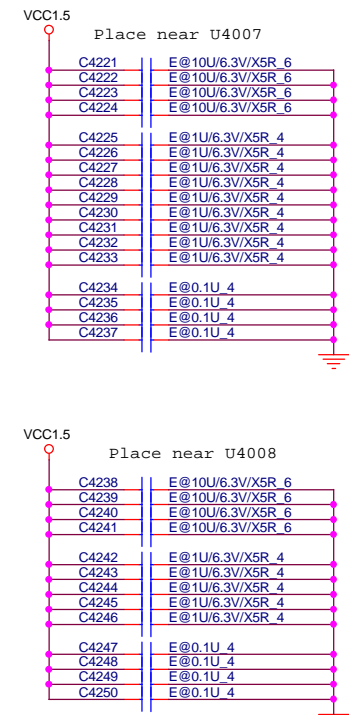 VCC1.5
Place near U4007
C4221 E@10U/6.3V/X5R_6
C4222 E@10U/6.3V/X5R_6
C4223 E@10U/6.3V/X5R_6
C4224 E@10U/6.3V/X5R_6
C4225 E@1U/6.3V/X5R_4
C4226 E@1U/6.3V/X5R_4
C4227 E@1U/6.3V/X5R_4
C4228 E@1U/6.3V/X5R_4
C4229 E@1U/6.3V/X5R_4
C4230 E@1U/6.3V/X5R_4
C4231 E@1U/6.3V/X5R_4
C4232 E@1U/6.3V/X5R_4
C4233 E@1U/6.3V/X5R_4
C4234 E@0.1U_4
C4235 E@0.1U_4
C4236 E@0.1U_4
C4237 E@0.1U_4
VCC1.5
Place near U4008
C4238 E@10U/6.3V/X5R_6
C4239 E@10U/6.3V/X5R_6
C4240 E@10U/6.3V/X5R_6
C4241 E@10U/6.3V/X5R_6
C4242 E@1U/6.3V/X5R_4
C4243 E@1U/6.3V/X5R_4
C4244 E@1U/6.3V/X5R_4
C4245 E@1U/6.3V/X5R_4
C4246 E@1U/6.3V/X5R_4
C4247 E@0.1U_4
C4248 E@0.1U_4
C4249 E@0.1U_4
C4250 E@0.1U_4